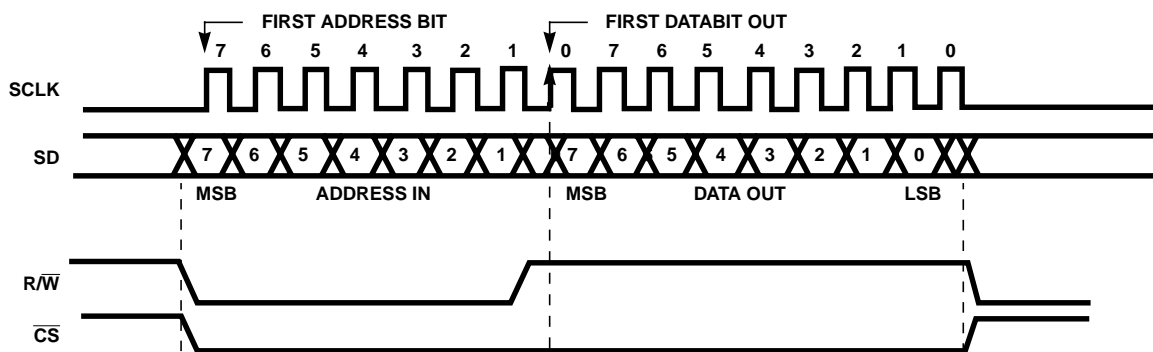 FIRST ADDRESS BIT FIRST DATABIT OUT
7 6 5 4 3 2 1 0 7 6 5 4 3 2 1 0
SCLK
SD 7 6 5 4 3 2 1 7 6 5 4 3 2 1 0
MSB ADDRESS IN MSB DATA OUT LSB
R/W̅
C̅S̅